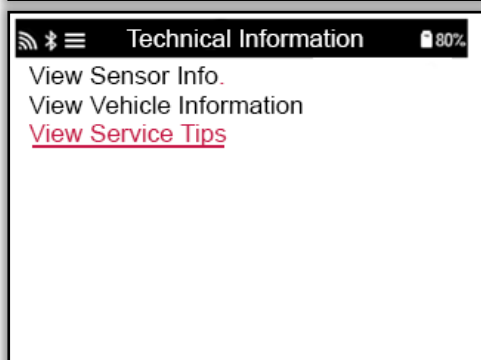 Technical Information 80%
View Sensor Info.
View Vehicle Information
View Service Tips